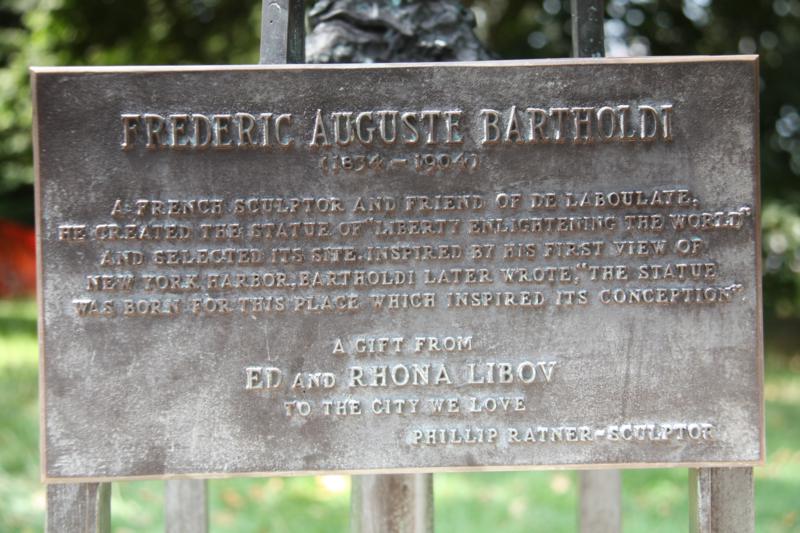 FREDERIC AUGUSTE BARTHOLDI
(1834 - 1904)
A FRENCH SCULPTOR AND FRIEND OF DE LABOULAYE,
HE CREATED THE STATUE OF "LIBERTY ENLIGHTENING THE WORLD"
AND SELECTED ITS SITE. INSPIRED BY HIS FIRST VIEW OF
NEW YORK HARBOR, BARTHOLDI LATER WROTE, "THE STATUE
WAS BORN FOR THIS PLACE WHICH INSPIRED ITS CONCEPTION"
A GIFT FROM
ED AND RHONA LIBOV
TO THE CITY WE LOVE
PHILLIP RATNER-SCULPTOR